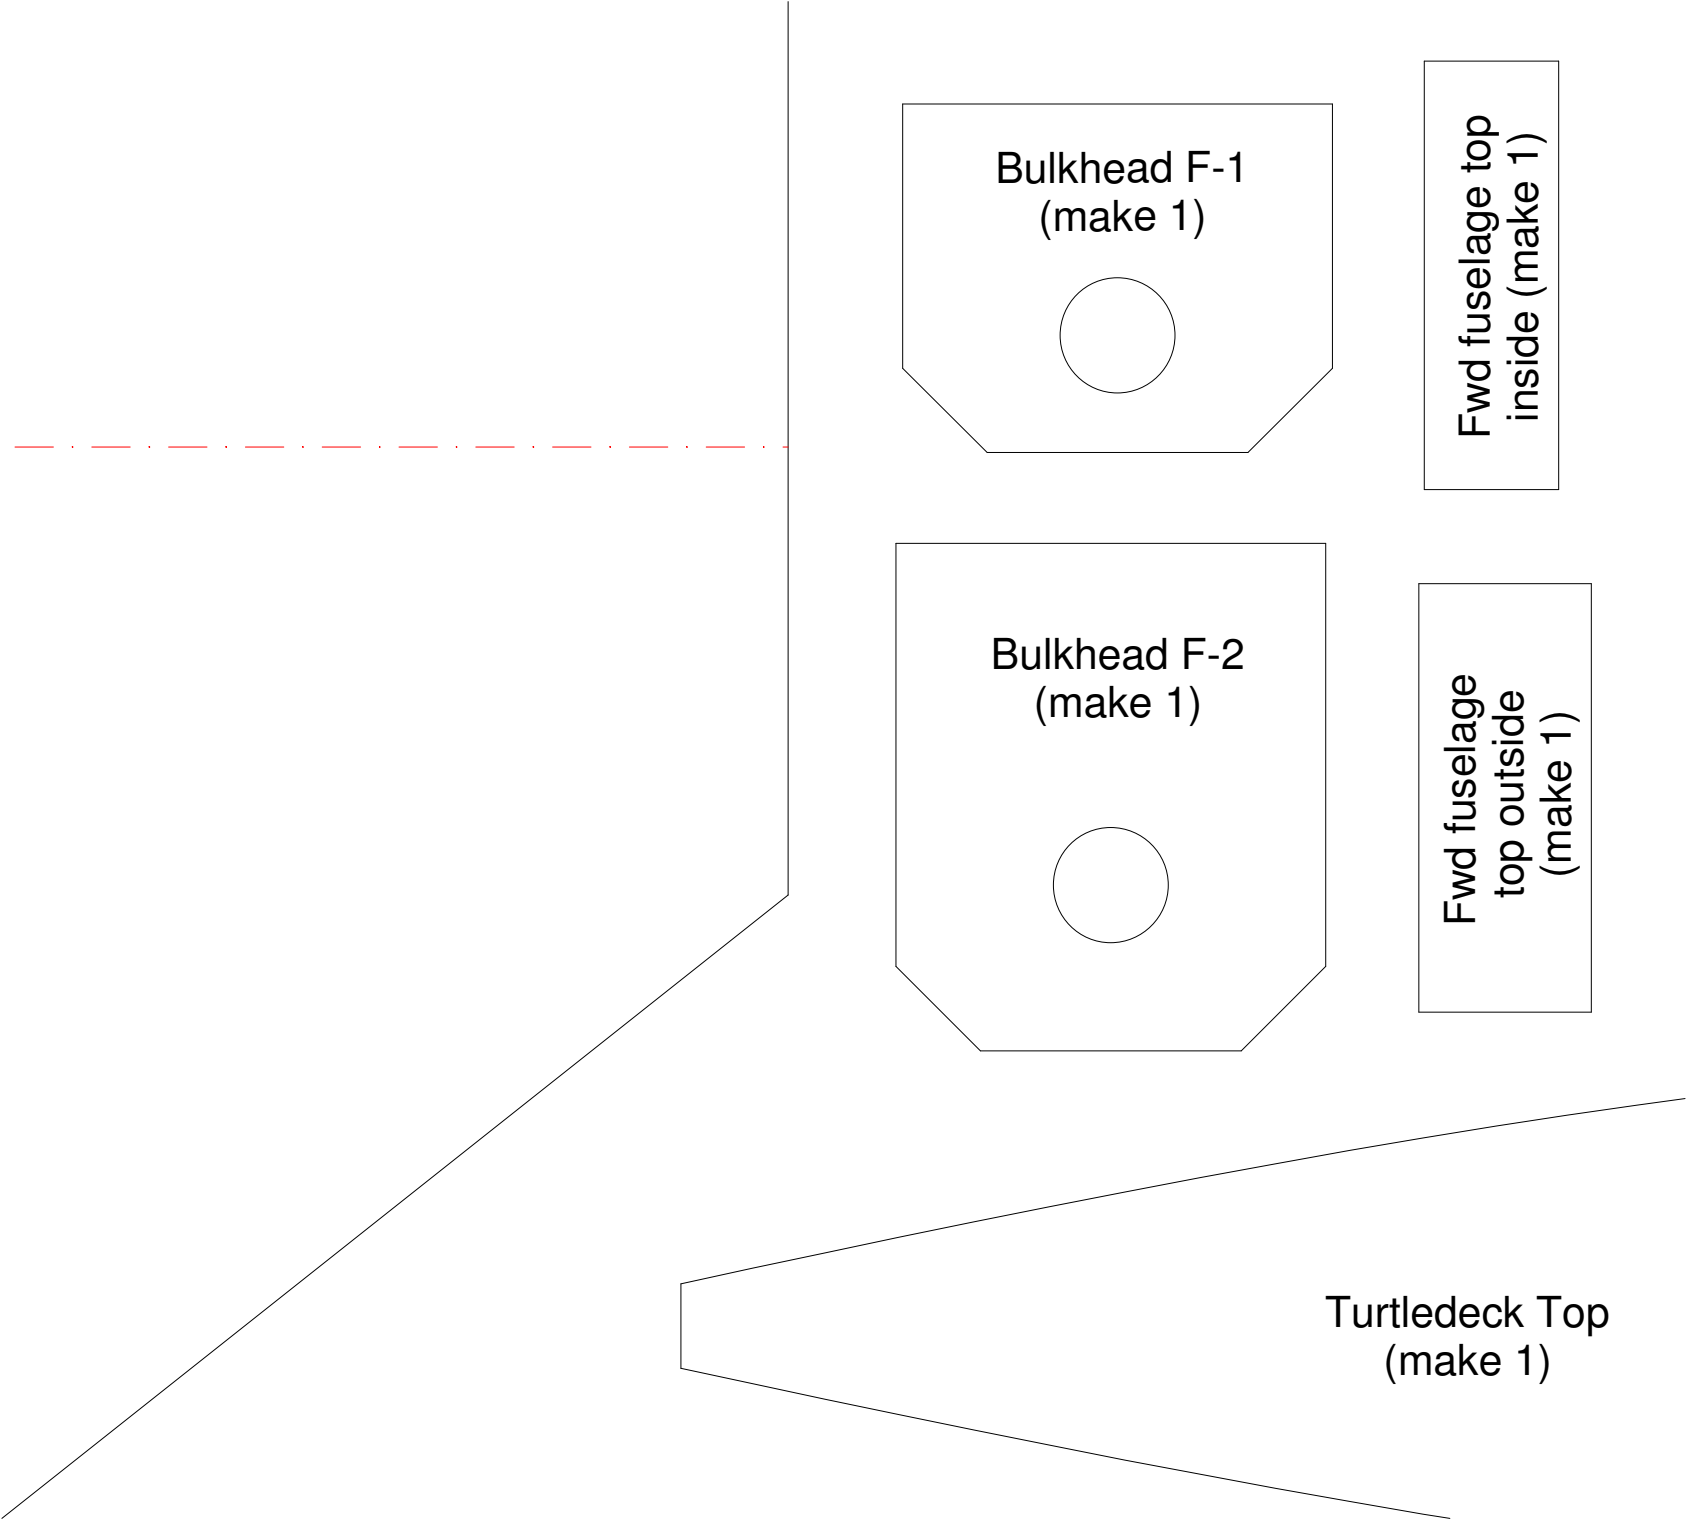 Bulkhead F-1
(make 1)
Fwd fuselage top
inside (make 1)
Bulkhead F-2
(make 1)
Fwd fuselage
top outside
(make 1)
Turtledeck Top
(make 1)